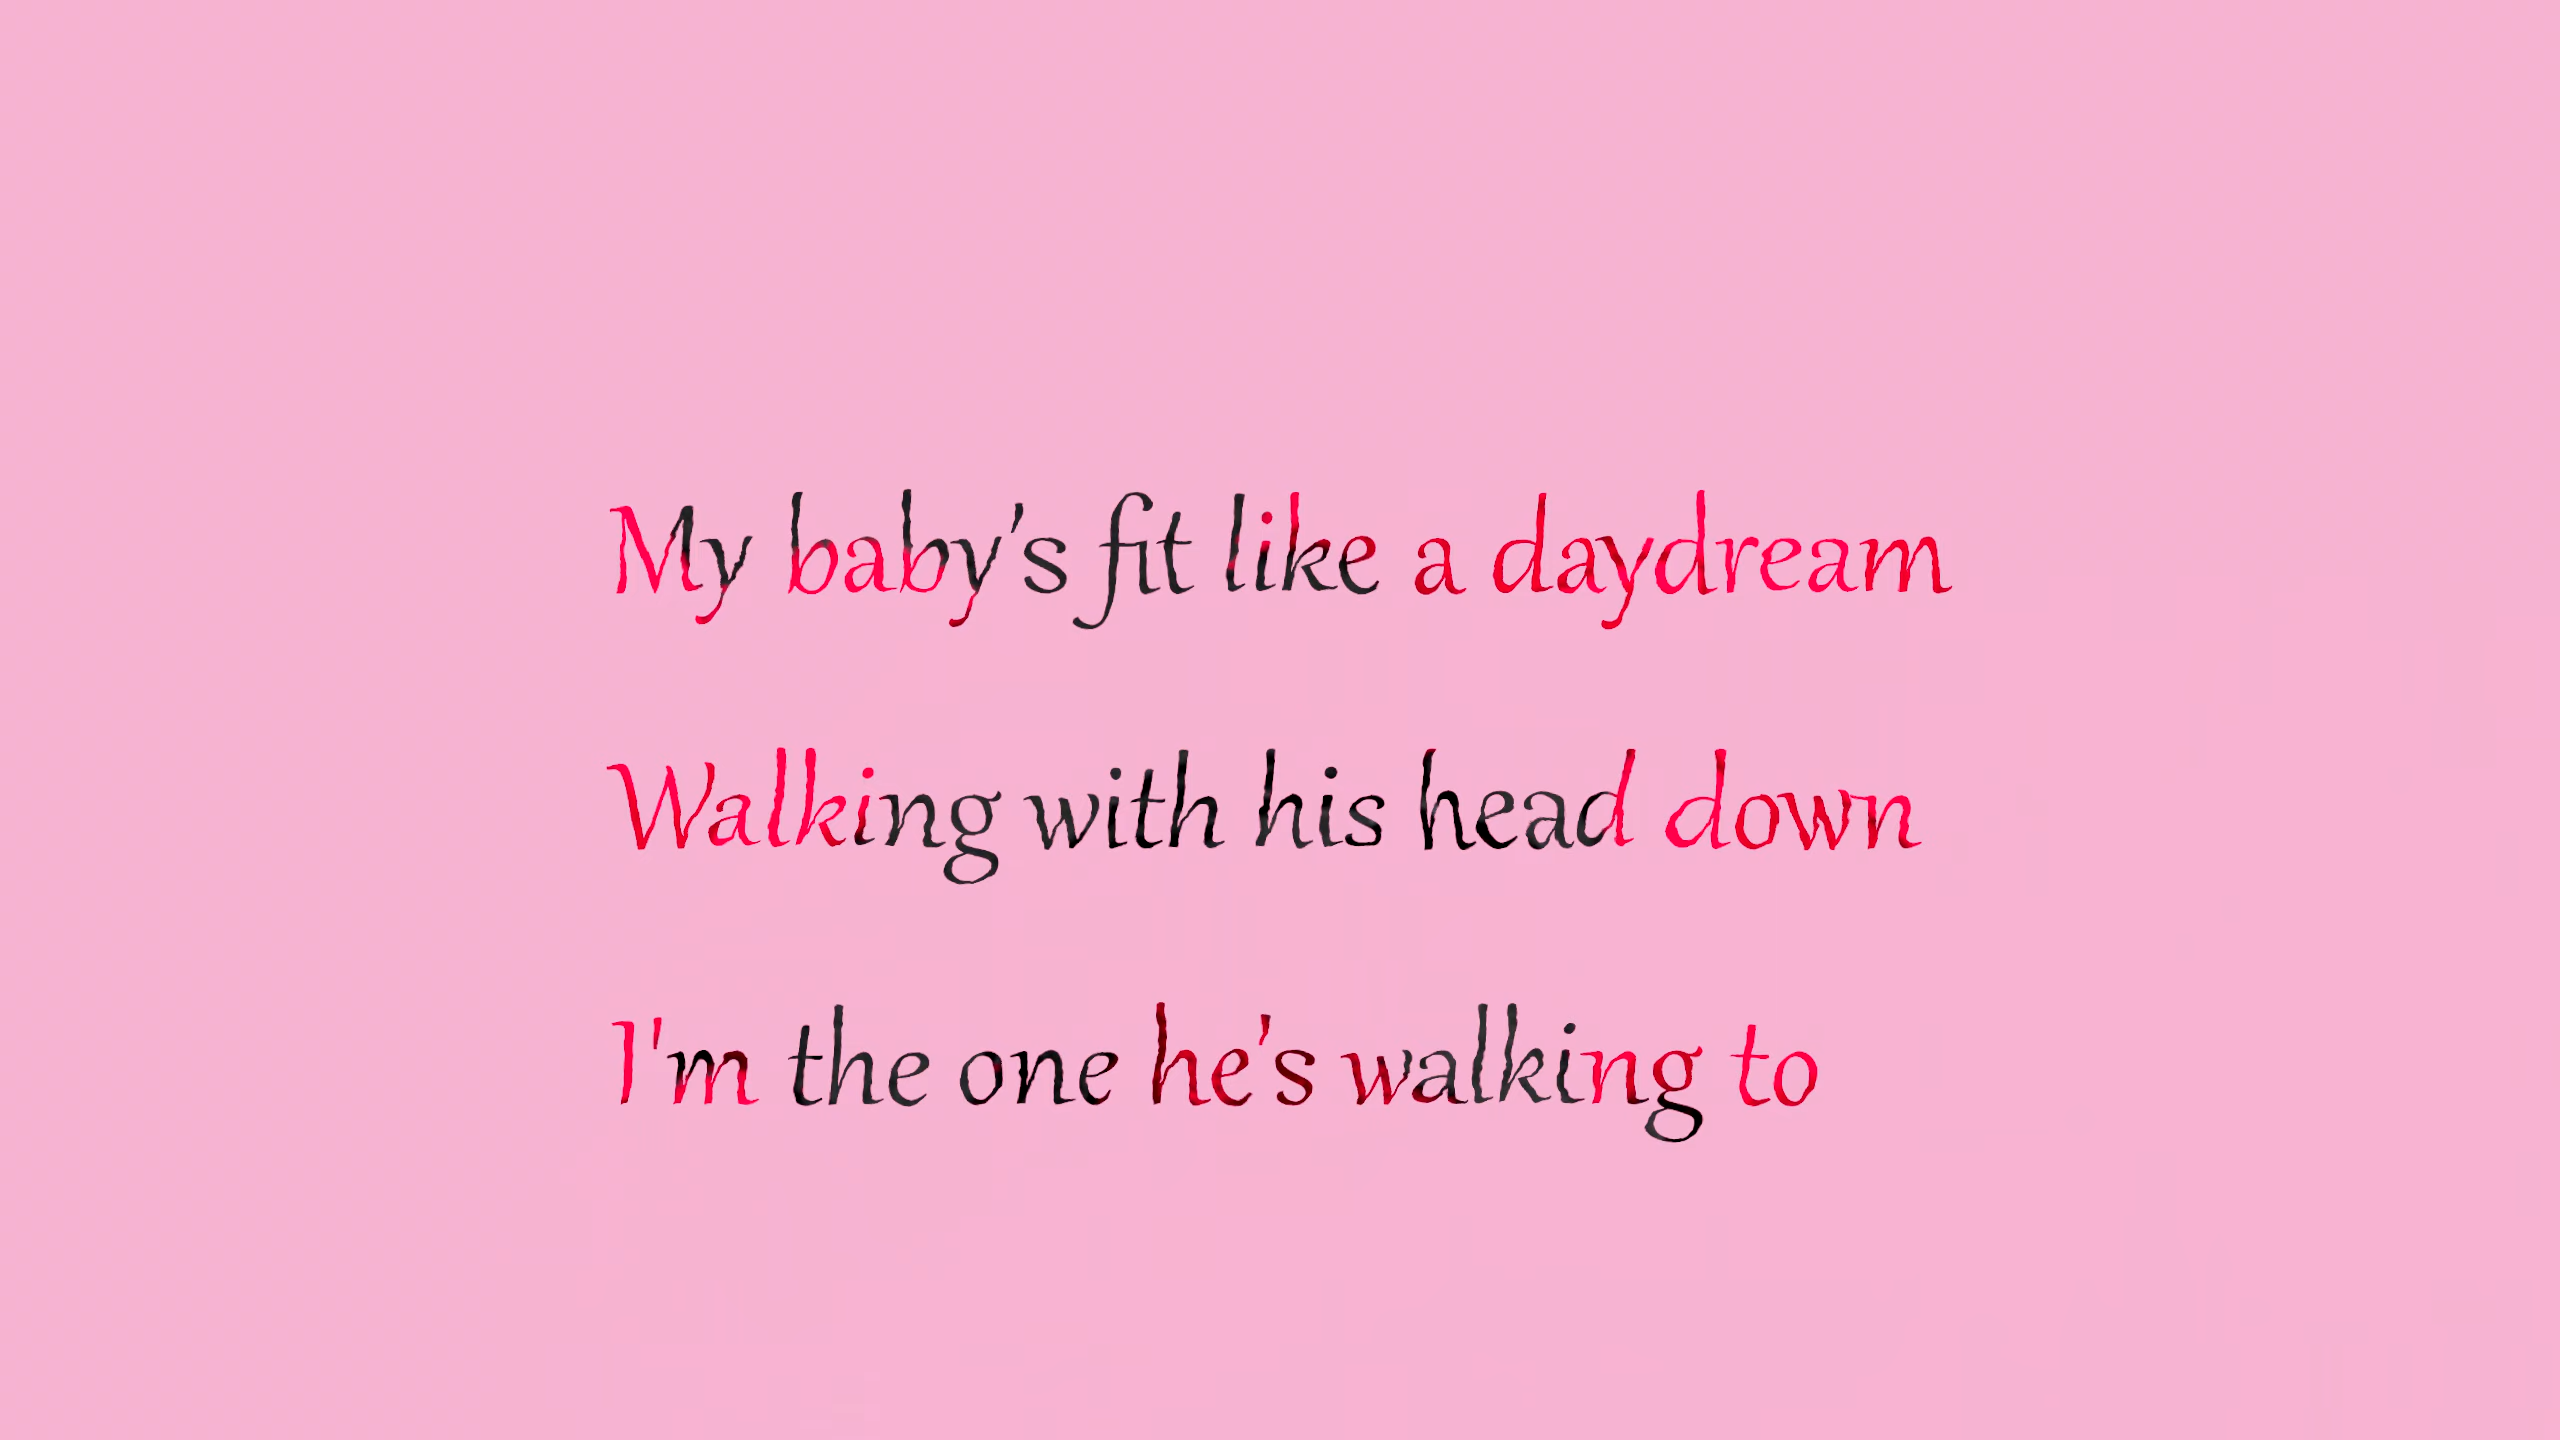 My baby's fit like a daydream
Walking with his head down
I'm the one he's walking to